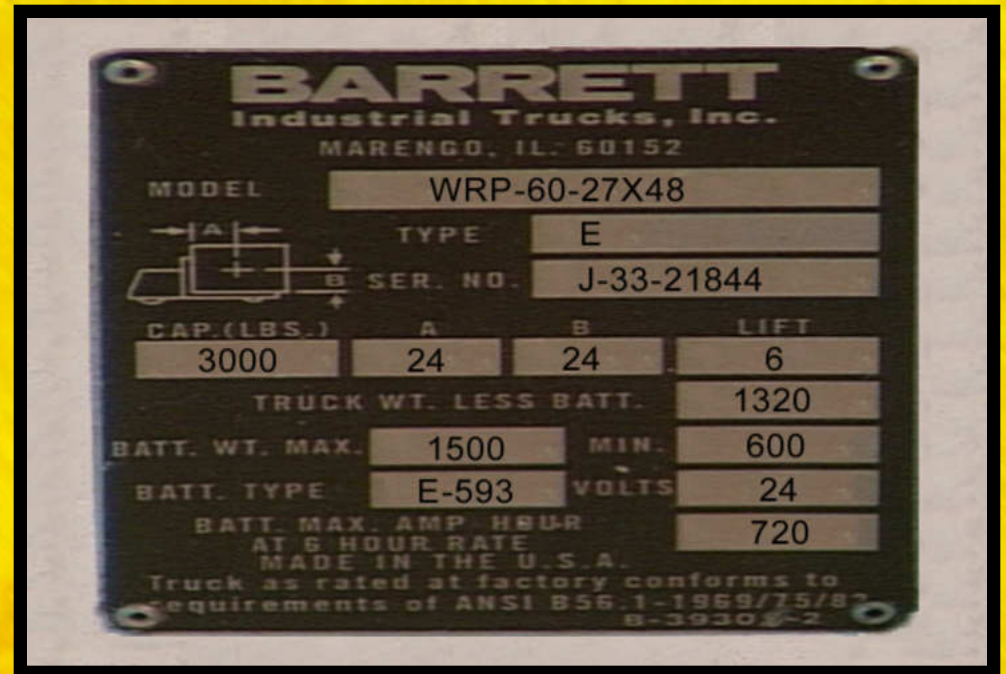 BARRETT
Industrial Trucks, Inc.
MARENGO, IL. 60152
MODEL WRP-60-27X48
A TYPE E
B SER. NO. J-33-21844
CAP.(LBS.) A B LIFT
3000 24 24 6
TRUCK WT. LESS BATT. 1320
BATT. WT. MAX. 1500 MIN. 600
BATT. TYPE E-593 VOLTS 24
BATT. MAX. AMP HOUR 720
AT 6 HOUR RATE
MADE IN THE U.S.A.
Truck as rated at factory conforms to
requirements of ANSI B56.1-1969/75/83